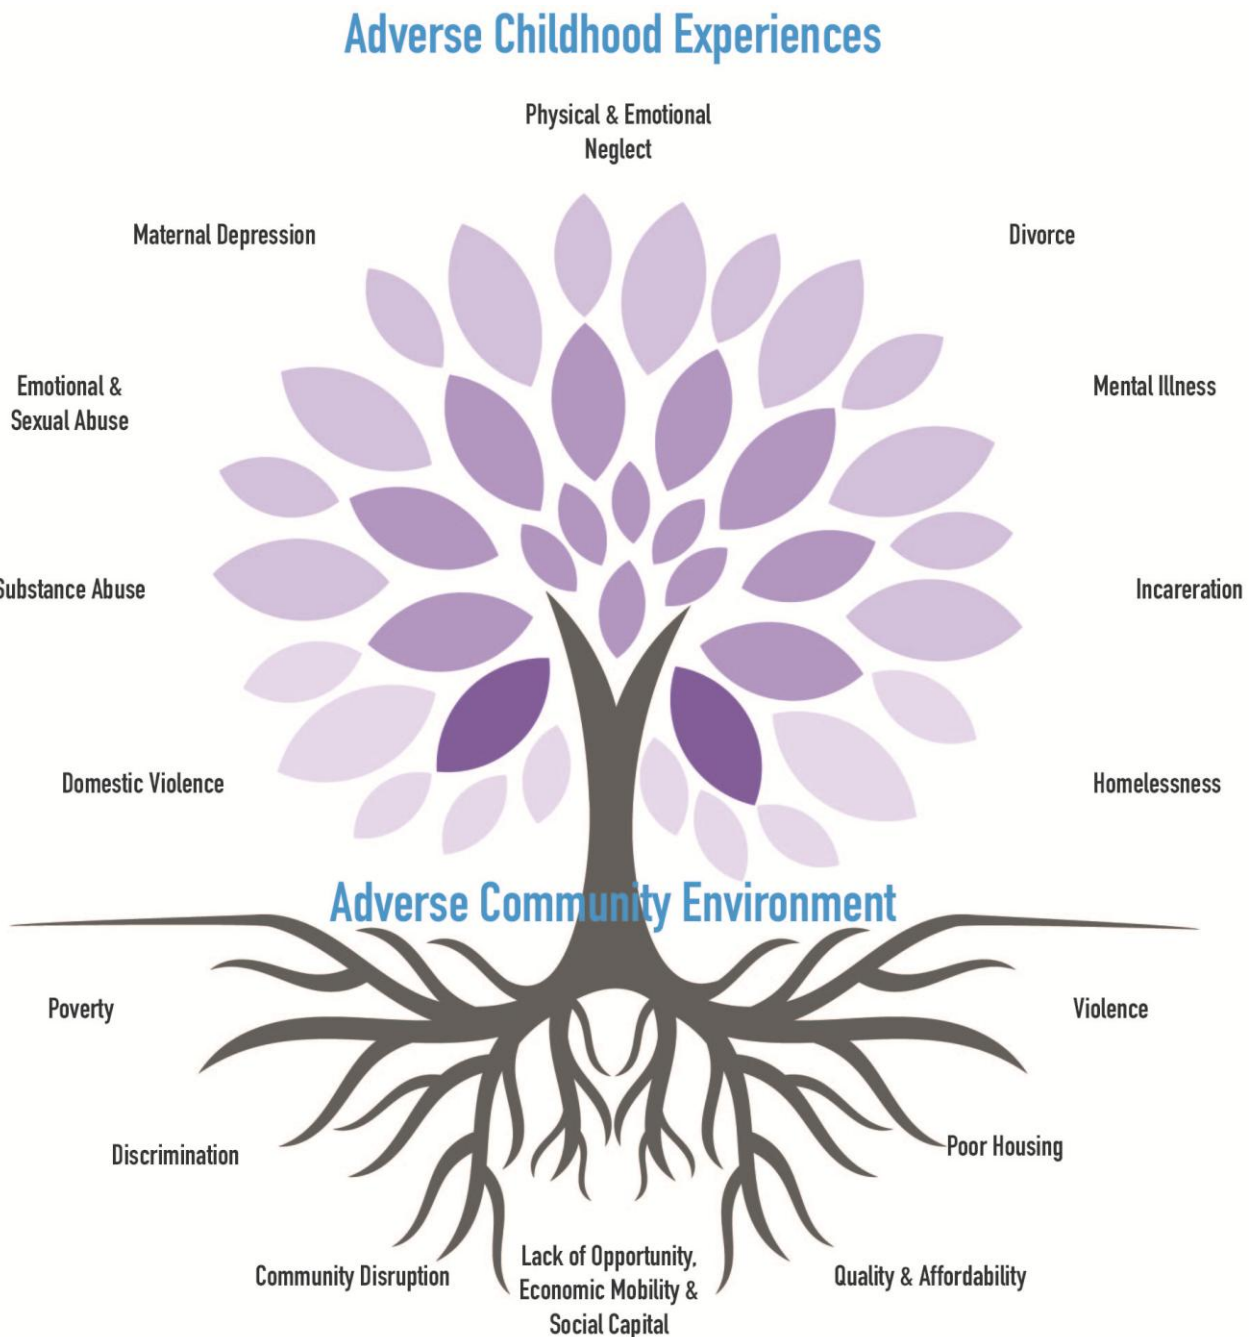 Adverse Childhood Experiences
Physical & Emotional
Neglect
Maternal Depression
Divorce
Emotional &
Sexual Abuse
Mental Illness
Substance Abuse
Incareration
Domestic Violence
Homelessness
Adverse Community Environment
Poverty
Violence
Discrimination
Poor Housing
Community Disruption
Lack of Opportunity,
Economic Mobility &
Social Capital
Quality & Affordability